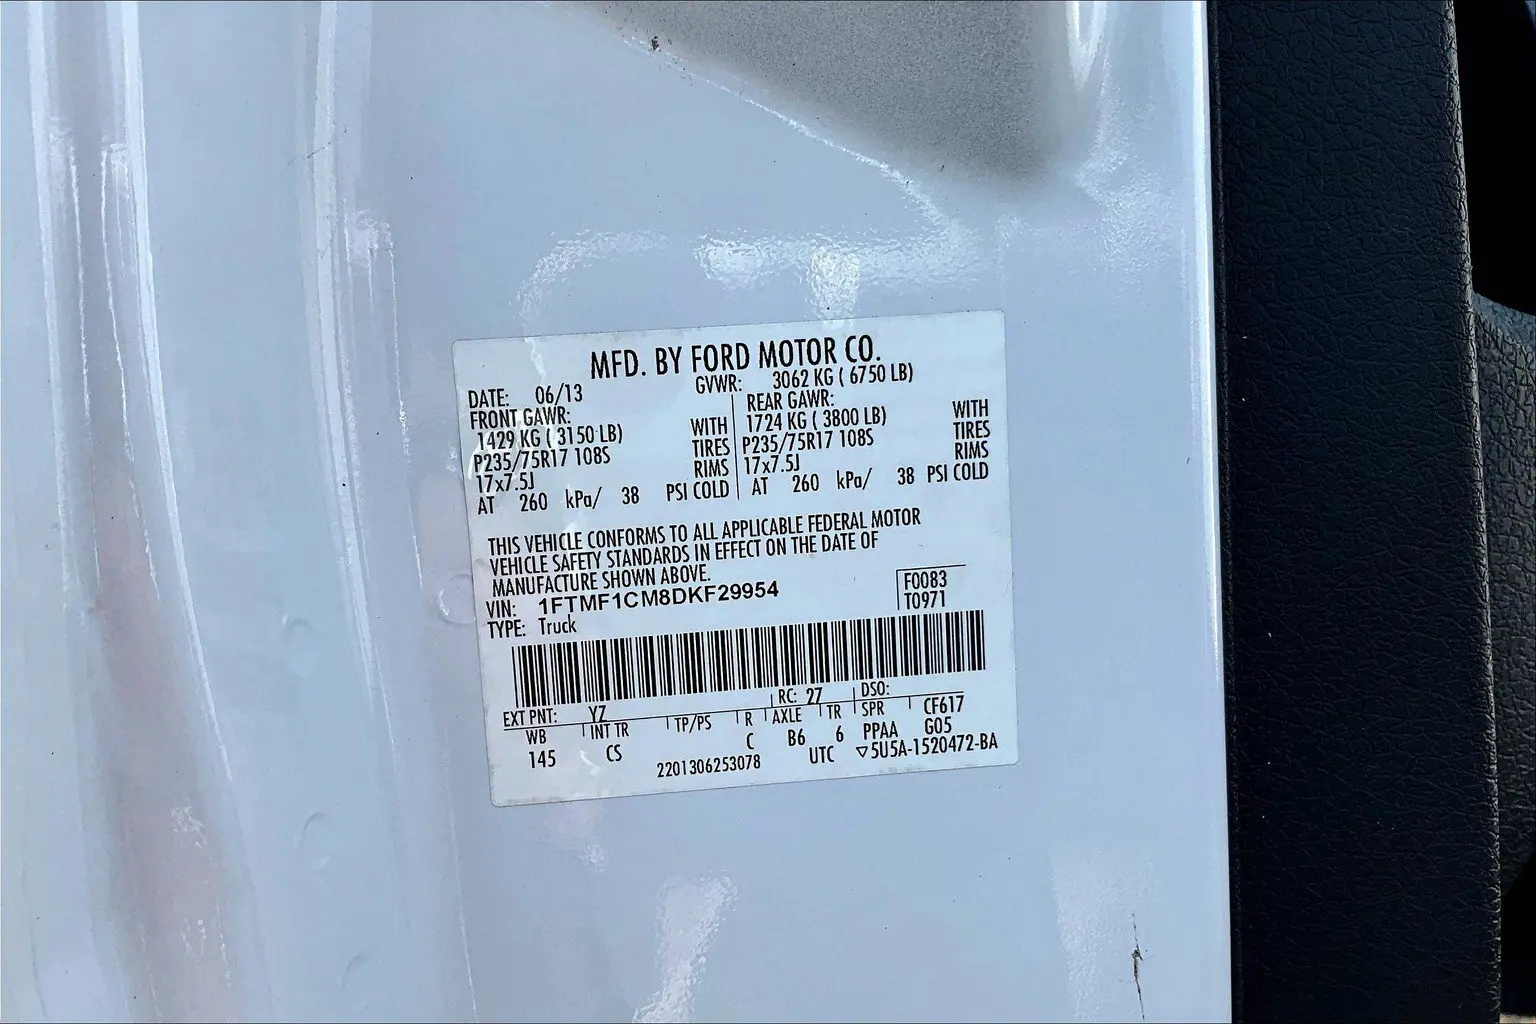 MFD. BY FORD MOTOR CO.
DATE: 06/13 GVWR: 3062 KG ( 6750 LB)
FRONT GAWR: REAR GAWR:
1429 KG ( 3150 LB) WITH 1724 KG ( 3800 LB) WITH
P235/75R17 108S TIRES P235/75R17 108S TIRES
17x7.5J RIMS 17x7.5J RIMS
AT 260 kPa/ 38 PSI COLD AT 260 kPa/ 38 PSI COLD
THIS VEHICLE CONFORMS TO ALL APPLICABLE FEDERAL MOTOR
VEHICLE SAFETY STANDARDS IN EFFECT ON THE DATE OF
MANUFACTURE SHOWN ABOVE.
VIN: 1FTMF1CM8DKF29954 F0083
TYPE: Truck T0971
EXT PNT: YZ RC: 27 DSO:
WB INT TR TP/PS R AXLE TR SPR CF617
145 CS C B6 6 PPAA G05
2201306253078 UTC ▽5U5A-1520472-BA